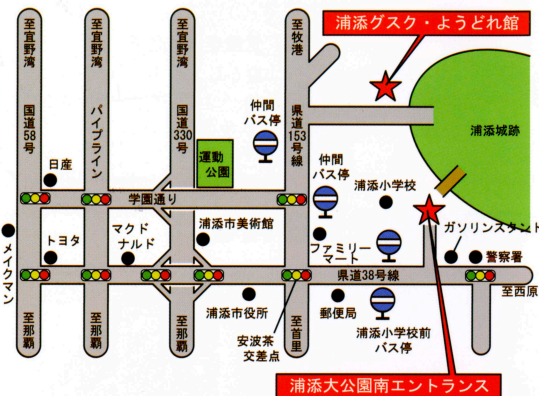 浦添グスク・ようどれ館
至宜野湾
至宜野湾
至宜野湾
至牧港
国道58号
パイプライン
国道330号
県道153号線
仲間
バス停
浦添城跡
運動
公園
仲間
バス停
日産
学園通り
浦添小学校
浦添市美術館
ガソリンスタンド
トヨタ
マクド
ナルド
ファミリー
マート
警察署
メイクマン
県道38号線
至西原
浦添市役所
郵便局
安波茶
交差点
浦添小学校前
バス停
至那覇
至那覇
至那覇
至首里
浦添大公園南エントランス